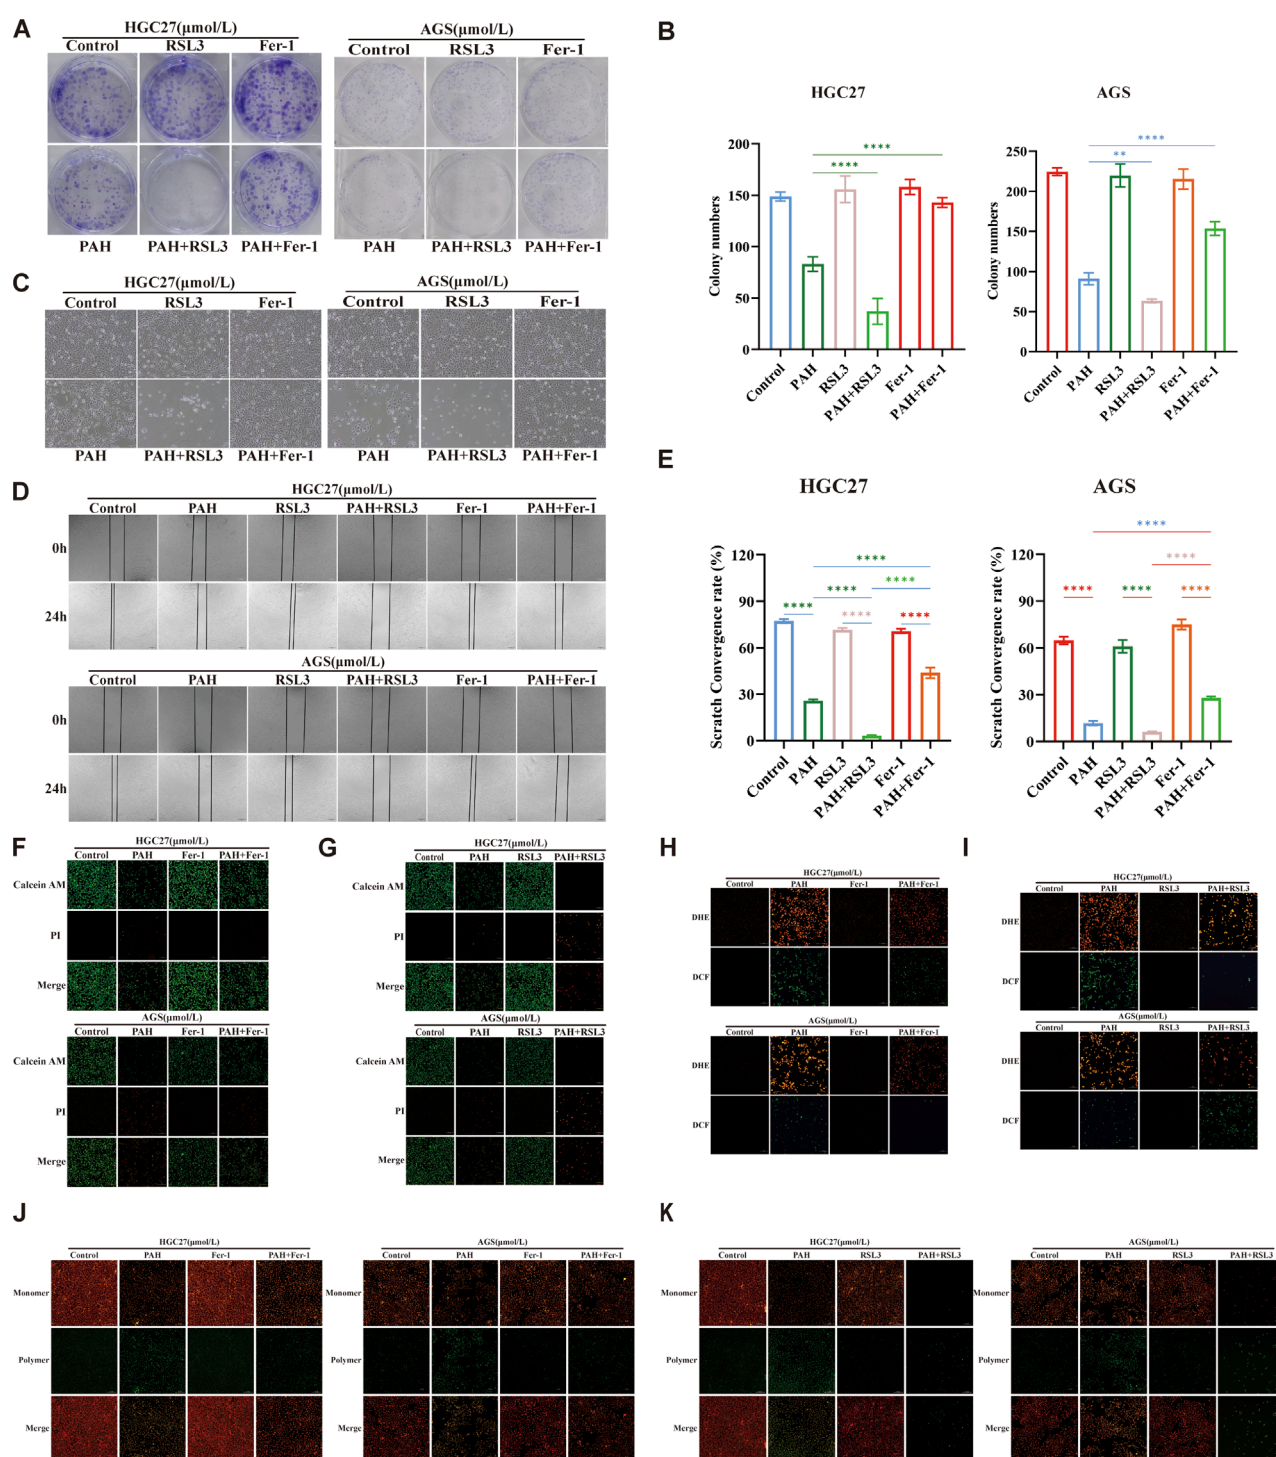 A
HGC27(μmol/L)
Control RSL3 Fer-1
PAH PAH+RSL3 PAH+Fer-1
AGS(μmol/L)
Control RSL3 Fer-1
PAH PAH+RSL3 PAH+Fer-1
B
HGC27
Colony numbers
200
150
100
50
0
****
****
Control PAH RSL3 PAH+RSL3 Fer-1 PAH+Fer-1
AGS
Colony numbers
250
200
150
100
50
0
****
**
Control PAH RSL3 PAH+RSL3 Fer-1 PAH+Fer-1
C
HGC27(μmol/L)
Control RSL3 Fer-1
PAH PAH+RSL3 PAH+Fer-1
AGS(μmol/L)
Control RSL3 Fer-1
PAH PAH+RSL3 PAH+Fer-1
D
HGC27(μmol/L)
Control PAH RSL3 PAH+RSL3 Fer-1 PAH+Fer-1
0h
24h
AGS(μmol/L)
Control PAH RSL3 PAH+RSL3 Fer-1 PAH+Fer-1
0h
24h
E
HGC27
Scratch Convergence rate (%)
120
90
60
30
0
****
**** ****
**** **** ****
Control PAH RSL3 PAH+RSL3 Fer-1 PAH+Fer-1
AGS
Scratch Convergence rate (%)
120
90
60
30
0
****
****
**** **** ****
Control PAH RSL3 PAH+RSL3 Fer-1 PAH+Fer-1
F
HGC27(μmol/L)
Control PAH Fer-1 PAH+Fer-1
Calcein AM
PI
Merge
AGS(μmol/L)
Control PAH Fer-1 PAH+Fer-1
Calcein AM
PI
Merge
G
HGC27(μmol/L)
Control PAH RSL3 PAH+RSL3
Calcein AM
PI
Merge
AGS(μmol/L)
Control PAH RSL3 PAH+RSL3
Calcein AM
PI
Merge
H
HGC27(μmol/L)
Control PAH Fer-1 PAH+Fer-1
DHE
DCF
AGS(μmol/L)
Control PAH Fer-1 PAH+Fer-1
DHE
DCF
I
HGC27(μmol/L)
Control PAH RSL3 PAH+RSL3
DHE
DCF
AGS(μmol/L)
Control PAH RSL3 PAH+RSL3
DHE
DCF
J
HGC27(μmol/L)
Control PAH Fer-1 PAH+Fer-1
Monomer
Polymer
Merge
AGS(μmol/L)
Control PAH Fer-1 PAH+Fer-1
Monomer
Polymer
Merge
K
HGC27(μmol/L)
Control PAH RSL3 PAH+RSL3
Monomer
Polymer
Merge
AGS(μmol/L)
Control PAH RSL3 PAH+RSL3
Monomer
Polymer
Merge